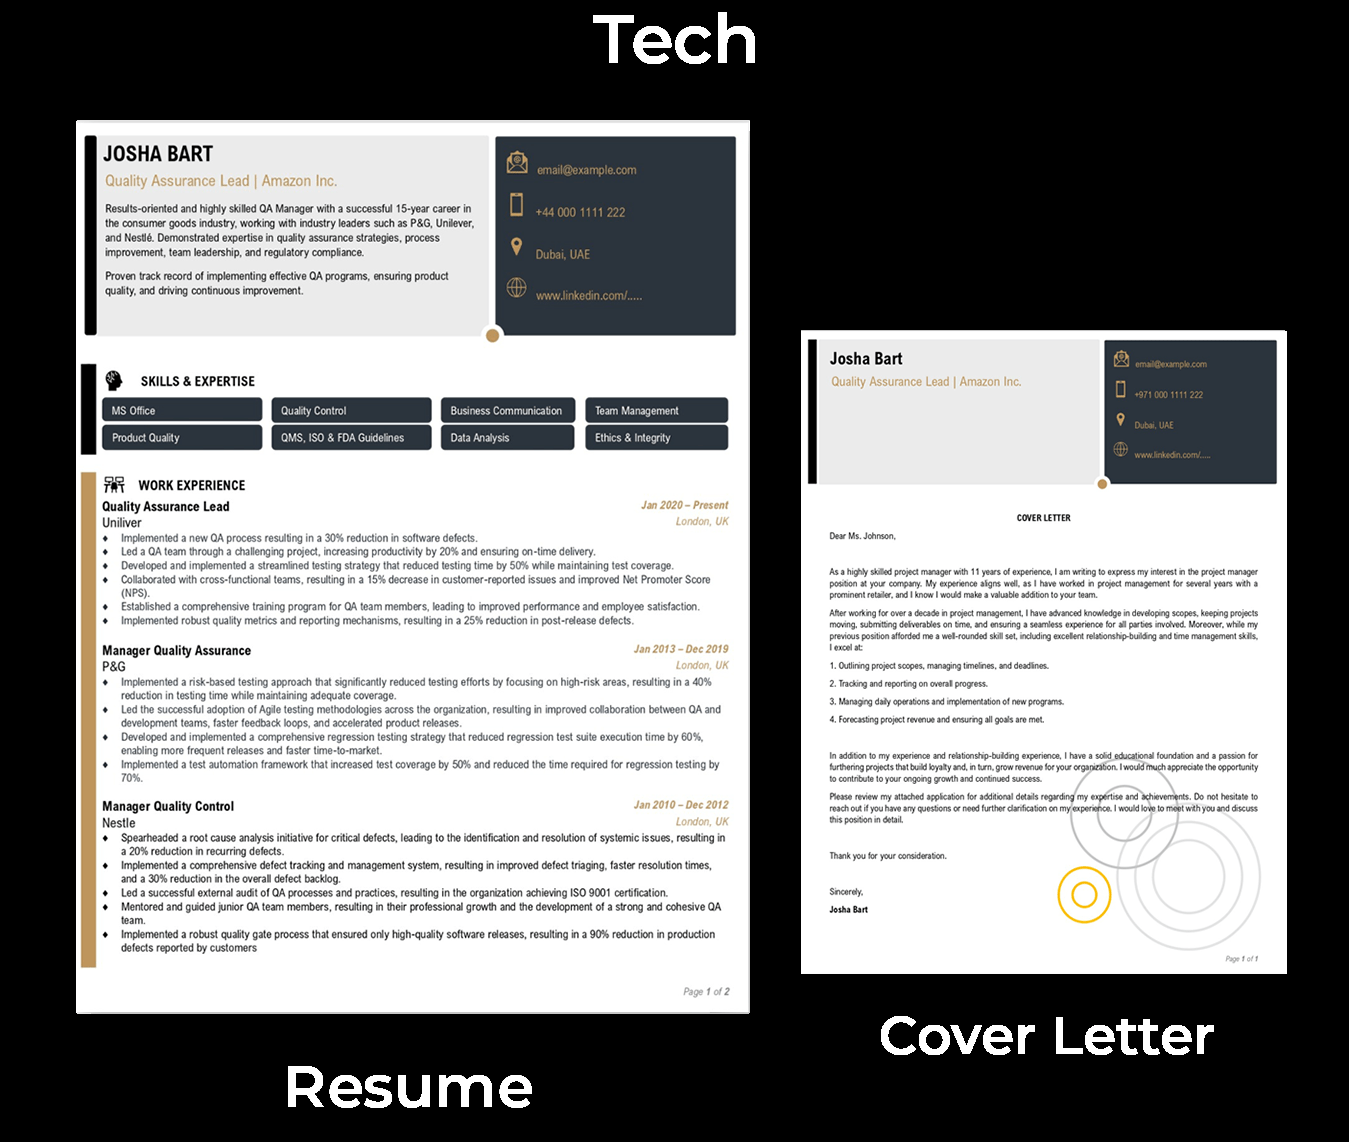 Tech
JOSHA BART
Quality Assurance Lead | Amazon Inc.
Results-oriented and highly skilled QA Manager with a successful 15-year career in
the consumer goods industry, working with industry leaders such as P&G, Unilever,
and Nestlé. Demonstrated expertise in quality assurance strategies, process
improvement, team leadership, and regulatory compliance.
Proven track record of implementing effective QA programs, ensuring product
quality, and driving continuous improvement.
email@example.com
+44 000 1111 222
Dubai, UAE
www.linkedin.com/.....
SKILLS & EXPERTISE
MS Office
Quality Control
Business Communication
Team Management
Product Quality
QMS, ISO & FDA Guidelines
Data Analysis
Ethics & Integrity
WORK EXPERIENCE
Quality Assurance Lead
Jan 2020 – Present
Uniliver
London, UK
♦ Implemented a new QA process resulting in a 30% reduction in software defects.
♦ Led a QA team through a challenging project, increasing productivity by 20% and ensuring on-time delivery.
♦ Developed and implemented a streamlined testing strategy that reduced testing time by 50% while maintaining test coverage.
♦ Collaborated with cross-functional teams, resulting in a 15% decrease in customer-reported issues and improved Net Promoter Score
(NPS).
♦ Established a comprehensive training program for QA team members, leading to improved performance and employee satisfaction.
♦ Implemented robust quality metrics and reporting mechanisms, resulting in a 25% reduction in post-release defects.
Manager Quality Assurance
Jan 2013 – Dec 2019
P&G
London, UK
♦ Implemented a risk-based testing approach that significantly reduced testing efforts by focusing on high-risk areas, resulting in a 40%
reduction in testing time while maintaining adequate coverage.
♦ Led the successful adoption of Agile testing methodologies across the organization, resulting in improved collaboration between QA and
development teams, faster feedback loops, and accelerated product releases.
♦ Developed and implemented a comprehensive regression testing strategy that reduced regression test suite execution time by 60%,
enabling more frequent releases and faster time-to-market.
♦ Implemented a test automation framework that increased test coverage by 50% and reduced the time required for regression testing by
70%.
Manager Quality Control
Jan 2010 – Dec 2012
Nestle
London, UK
♦ Spearheaded a root cause analysis initiative for critical defects, leading to the identification and resolution of systemic issues, resulting in
a 20% reduction in recurring defects.
♦ Implemented a comprehensive defect tracking and management system, resulting in improved defect triaging, faster resolution times,
and a 30% reduction in the overall defect backlog.
♦ Led a successful external audit of QA processes and practices, resulting in the organization achieving ISO 9001 certification.
♦ Mentored and guided junior QA team members, resulting in their professional growth and the development of a strong and cohesive QA
team.
♦ Implemented a robust quality gate process that ensured only high-quality software releases, resulting in a 90% reduction in production
defects reported by customers
Page 1 of 2
Resume
Josha Bart
Quality Assurance Lead | Amazon Inc.
email@example.com
+971 000 1111 222
Dubai, UAE
www.linkedin.com/.....
COVER LETTER
Dear Ms. Johnson,
As a highly skilled project manager with 11 years of experience, I am writing to express my interest in the project manager
position at your company. My experience aligns well, as I have worked in project management for several years with a
prominent retailer, and I know I would make a valuable addition to your team.
After working for over a decade in project management, I have advanced knowledge in developing scopes, keeping projects
moving, submitting deliverables on time, and ensuring a seamless experience for all parties involved. Moreover, while my
previous position afforded me a well-rounded skill set, including excellent relationship-building and time management skills,
I excel at:
1. Outlining project scopes, managing timelines, and deadlines.
2. Tracking and reporting on overall progress.
3. Managing daily operations and implementation of new programs.
4. Forecasting project revenue and ensuring all goals are met.
In addition to my experience and relationship-building experience, I have a solid educational foundation and a passion for
furthering projects that build loyalty and, in turn, grow revenue for your organization. I would much appreciate the opportunity
to contribute to your ongoing growth and continued success.
Please review my attached application for additional details regarding my expertise and achievements. Do not hesitate to
reach out if you have any questions or need further clarification on my experience. I would love to meet with you and discuss
this position in detail.
Thank you for your consideration.
Sincerely,
Josha Bart
Page 1 of 1
Cover Letter